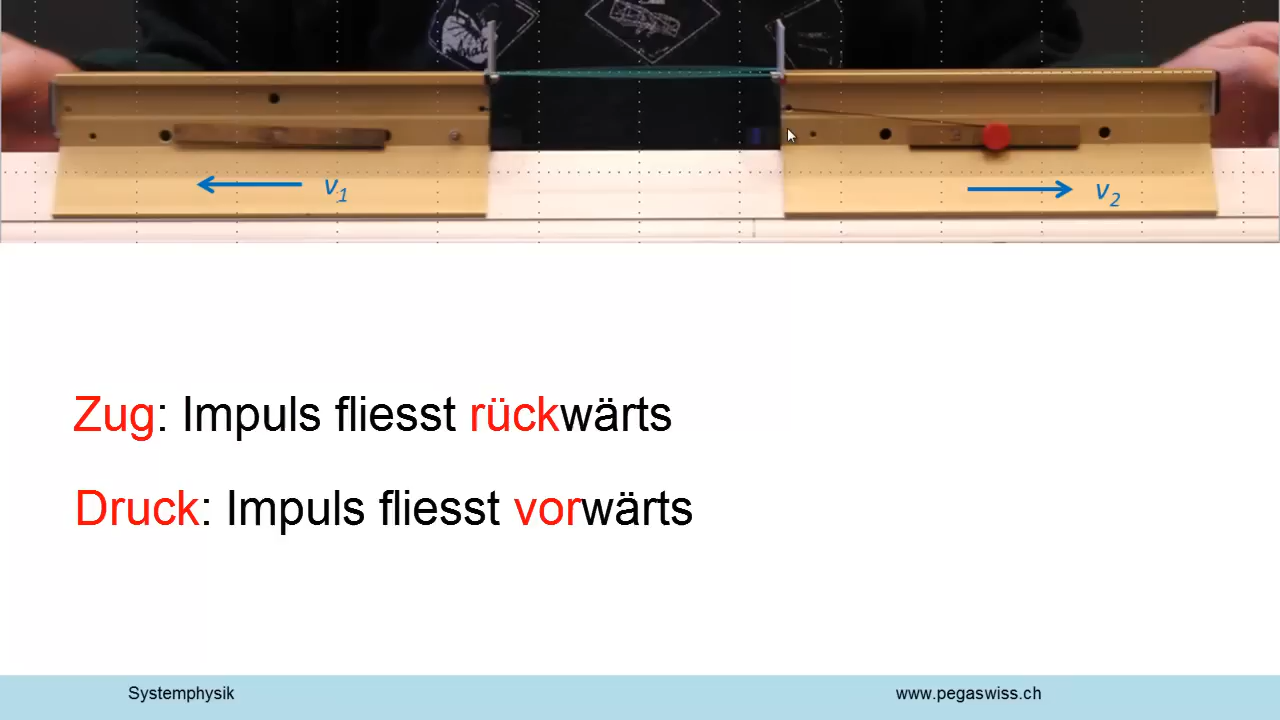 v1
v2
Zug: Impuls fliesst rückwärts
Druck: Impuls fliesst vorwärts
Systemphysik
www.pegaswiss.ch